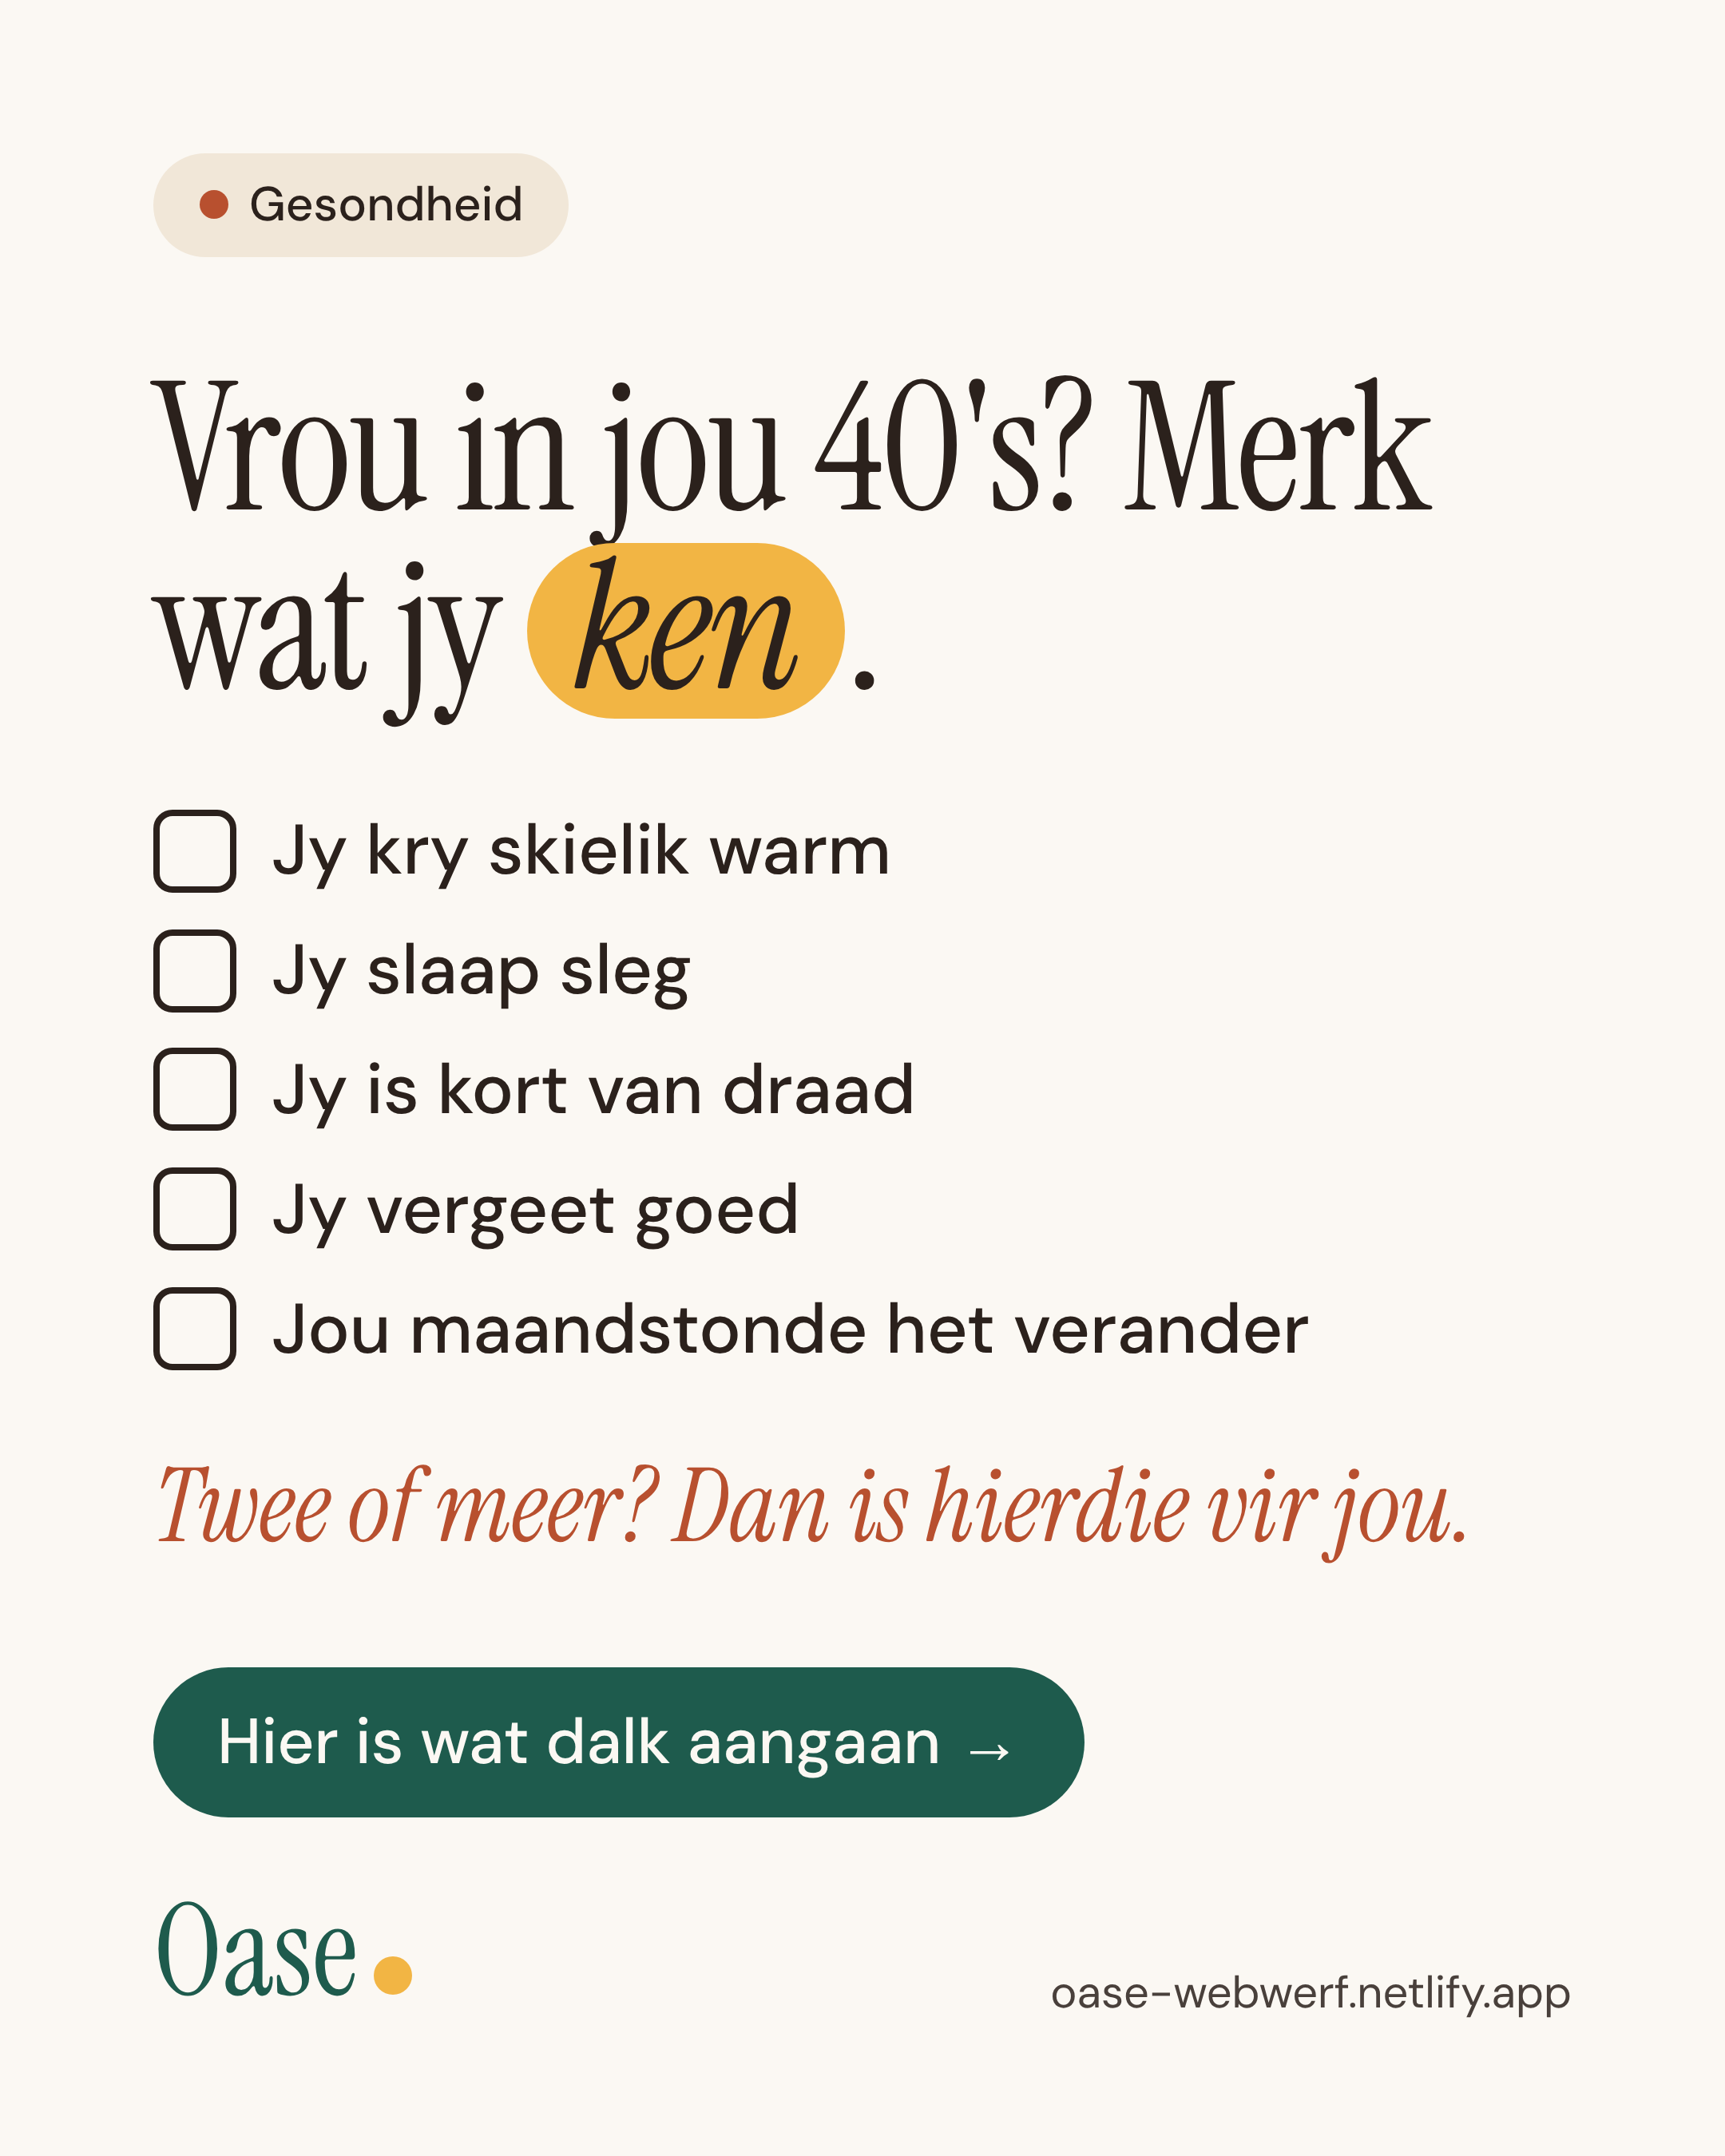 Gesondheid
Vrou in jou 40's? Merk
wat jy ken.
Jy kry skielik warm
Jy slaap sleg
Jy is kort van draad
Jy vergeet goed
Jou maandstonde het verander
Twee of meer? Dan is hierdie vir jou.
Hier is wat dalk aangaan →
Oase
oase-webwerf.netlify.app